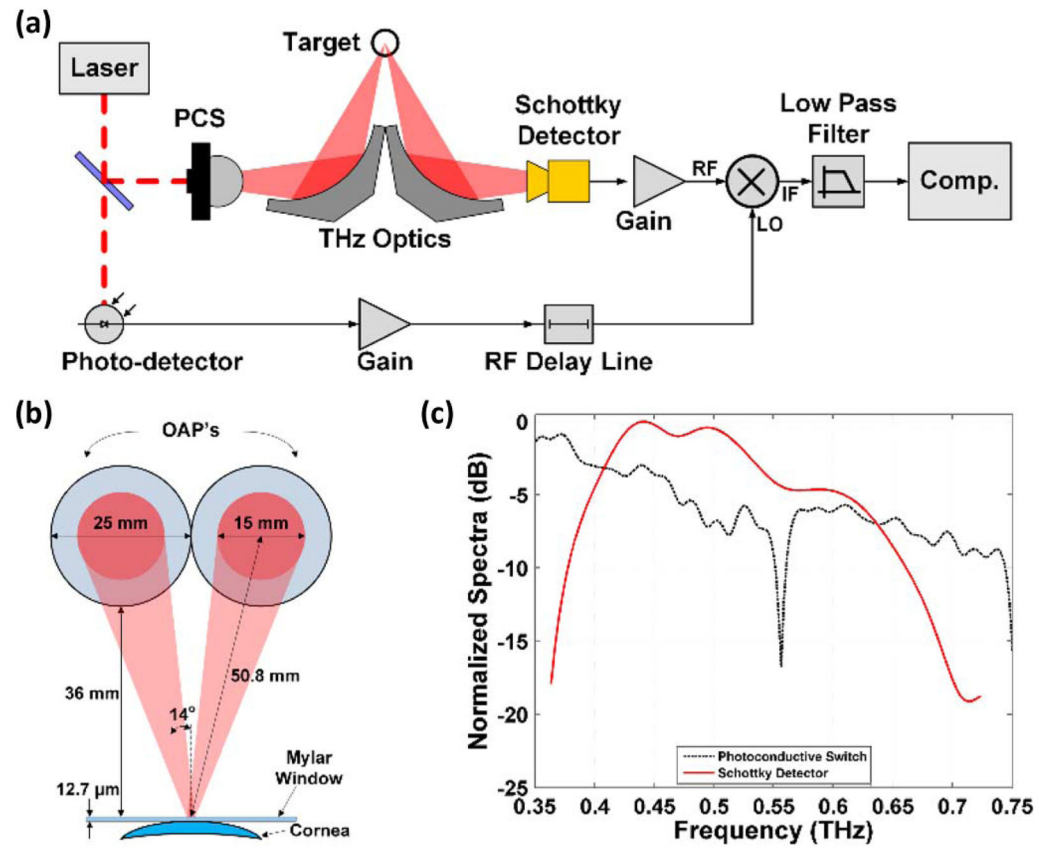 (a)
Target
Laser
PCS
Schottky
Detector
Low Pass
Filter
RF
IF
LO
Comp.
Gain
THz Optics
Photo-detector
Gain
RF Delay Line
(b)
OAP's
25 mm
15 mm
36 mm
50.8 mm
14°
12.7 µm
Mylar
Window
Cornea
(c)
Normalized Spectra (dB)
0
-5
-10
-15
-20
-25
Photoconductive Switch
Schottky Detector
0.35 0.4 0.45 0.5 0.55 0.6 0.65 0.7 0.75
Frequency (THz)